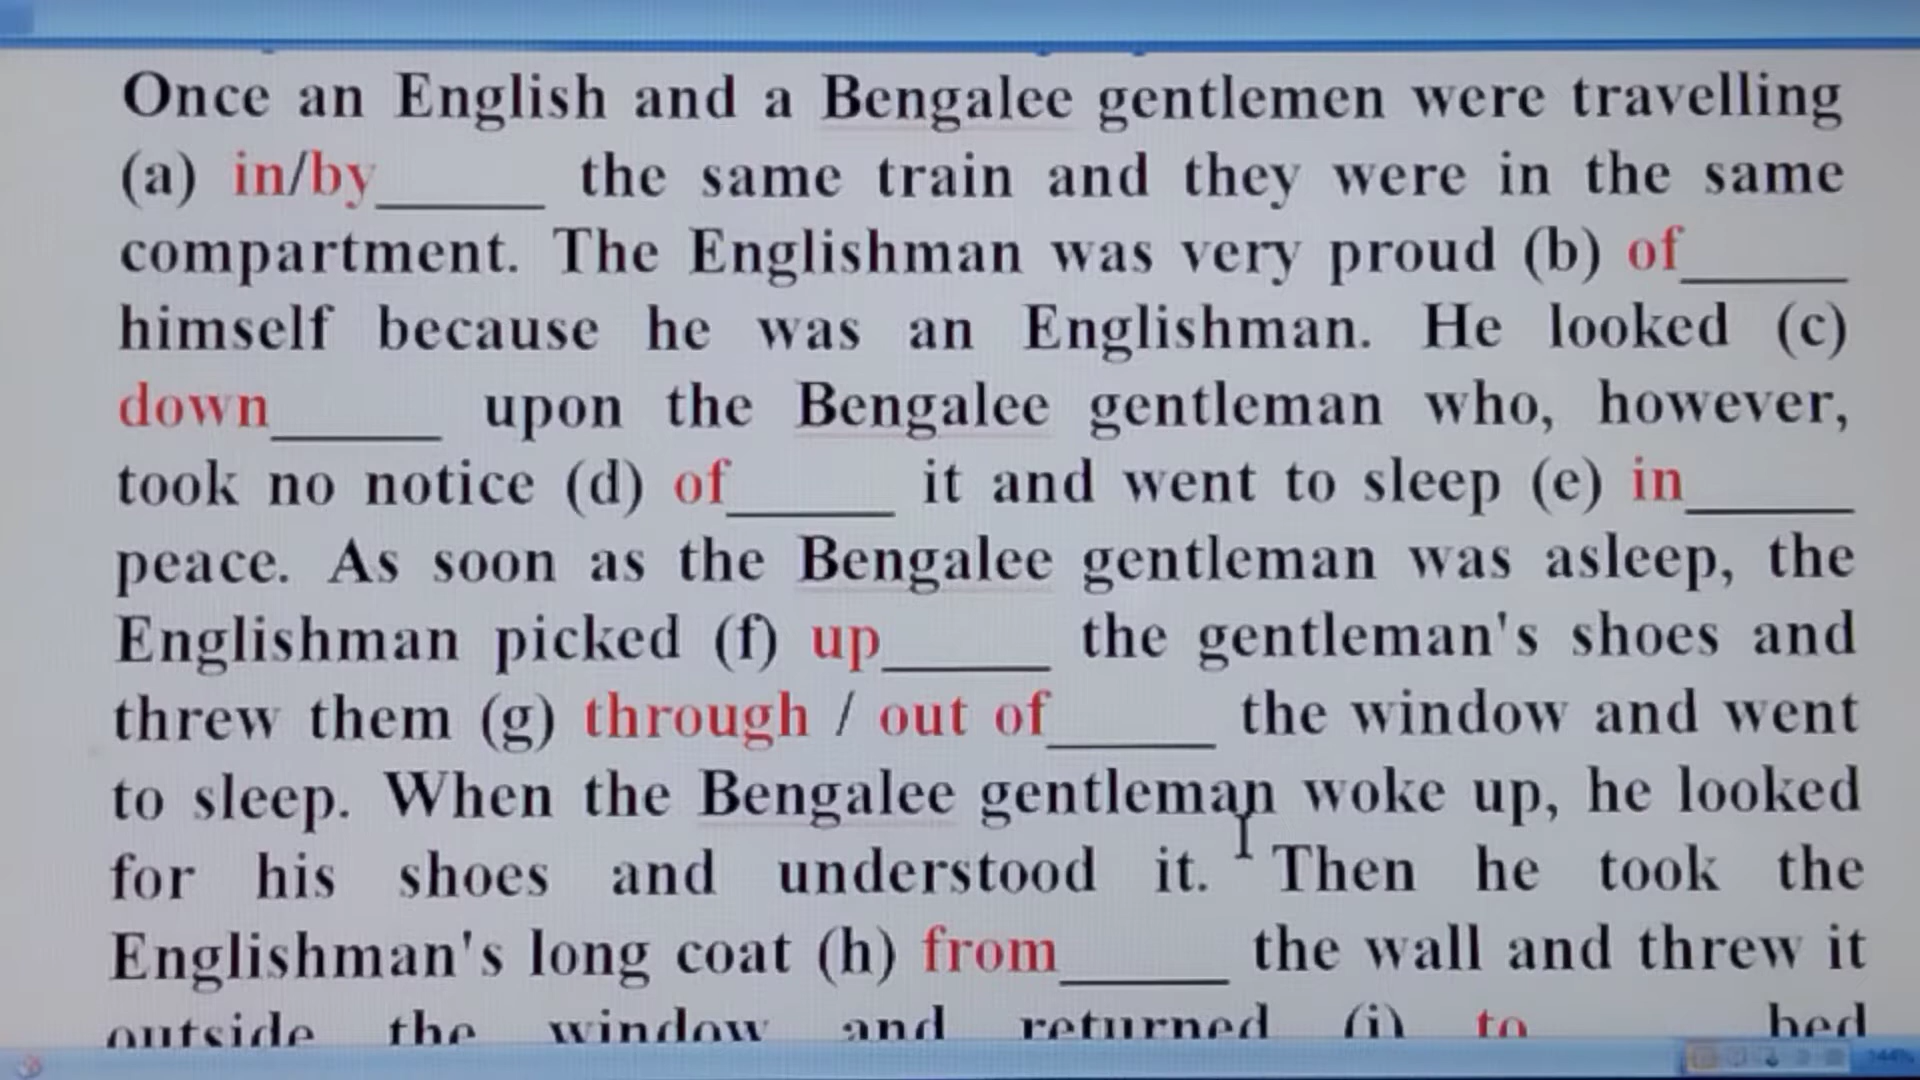 Once an English and a Bengalee gentlemen were travelling
(a) in/by_____ the same train and they were in the same
compartment. The Englishman was very proud (b) of_____
himself because he was an Englishman. He looked (c)
down_____ upon the Bengalee gentleman who, however,
took no notice (d) of_____ it and went to sleep (e) in_____
peace. As soon as the Bengalee gentleman was asleep, the
Englishman picked (f) up_____ the gentleman's shoes and
threw them (g) through / out of_____ the window and went
to sleep. When the Bengalee gentleman woke up, he looked
for his shoes and understood it. Then he took the
Englishman's long coat (h) from_____ the wall and threw it
outside the window and returned (i) to bed
144%